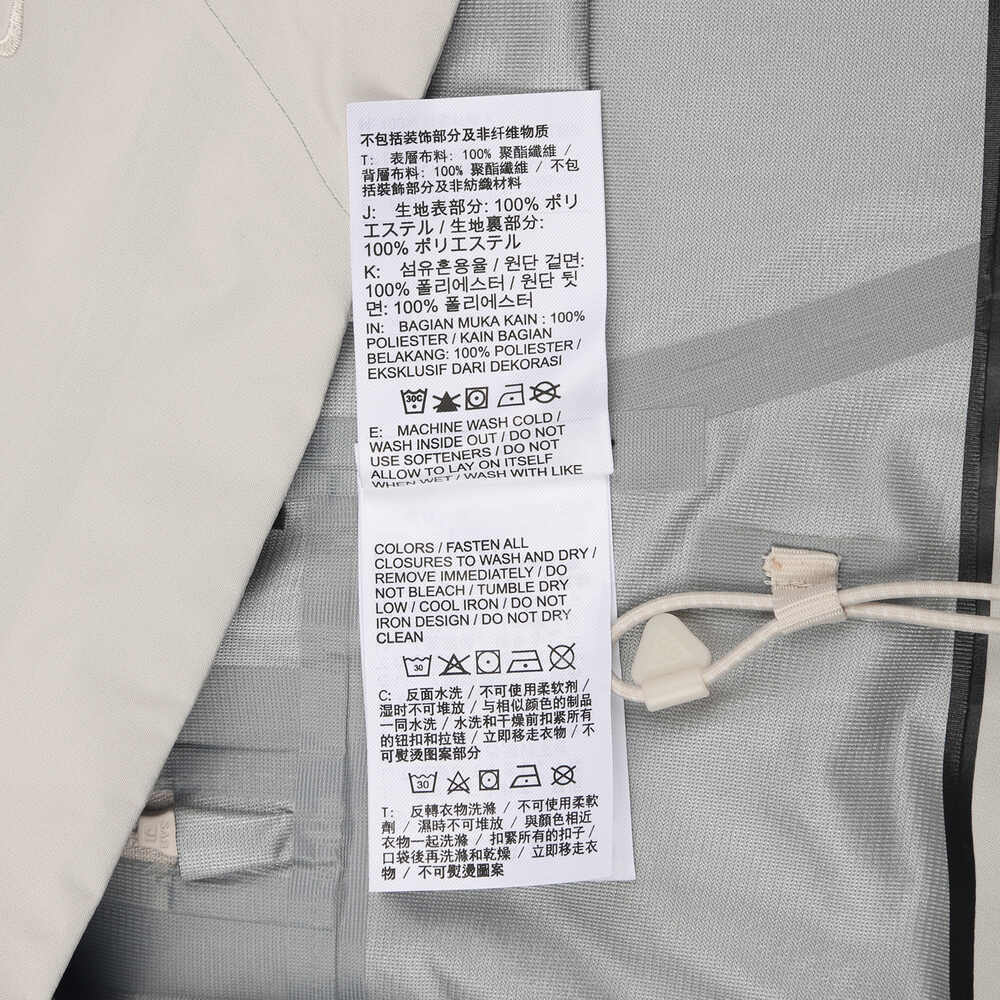 不包括装饰部分及非纤维物质
T: 表層布料: 100% 聚酯纖維 /
背層布料: 100% 聚酯纖維 / 不包
括裝飾部分及非紡織材料
J: 生地表部分: 100% ポリ
エステル / 生地裏部分:
100% ポリエステル
K: 섬유혼용율 / 원단 겉면:
100% 폴리에스터 / 원단 뒷
면: 100% 폴리에스터
IN: BAGIAN MUKA KAIN : 100%
POLIESTER / KAIN BAGIAN
BELAKANG: 100% POLIESTER /
EKSKLUSIF DARI DEKORASI
30C
E: MACHINE WASH COLD /
WASH INSIDE OUT / DO NOT
USE SOFTENERS / DO NOT
ALLOW TO LAY ON ITSELF
WHEN WET / WASH WITH LIKE
COLORS / FASTEN ALL
CLOSURES TO WASH AND DRY /
REMOVE IMMEDIATELY / DO
NOT BLEACH / TUMBLE DRY
LOW / COOL IRON / DO NOT
IRON DESIGN / DO NOT DRY
CLEAN
30
C: 反面水洗 / 不可使用柔软剂 /
湿时不可堆放 / 与相似颜色的制品
一同水洗 / 水洗和干燥前扣紧所有
的钮扣和拉链 / 立即移走衣物 / 不
可熨烫图案部分
30
T: 反轉衣物洗滌 / 不可使用柔軟
劑 / 濕時不可堆放 / 與顏色相近
衣物一起洗滌 / 扣緊所有的扣子 /
口袋後再洗滌和乾燥 / 立即移走衣
物 / 不可熨燙圖案